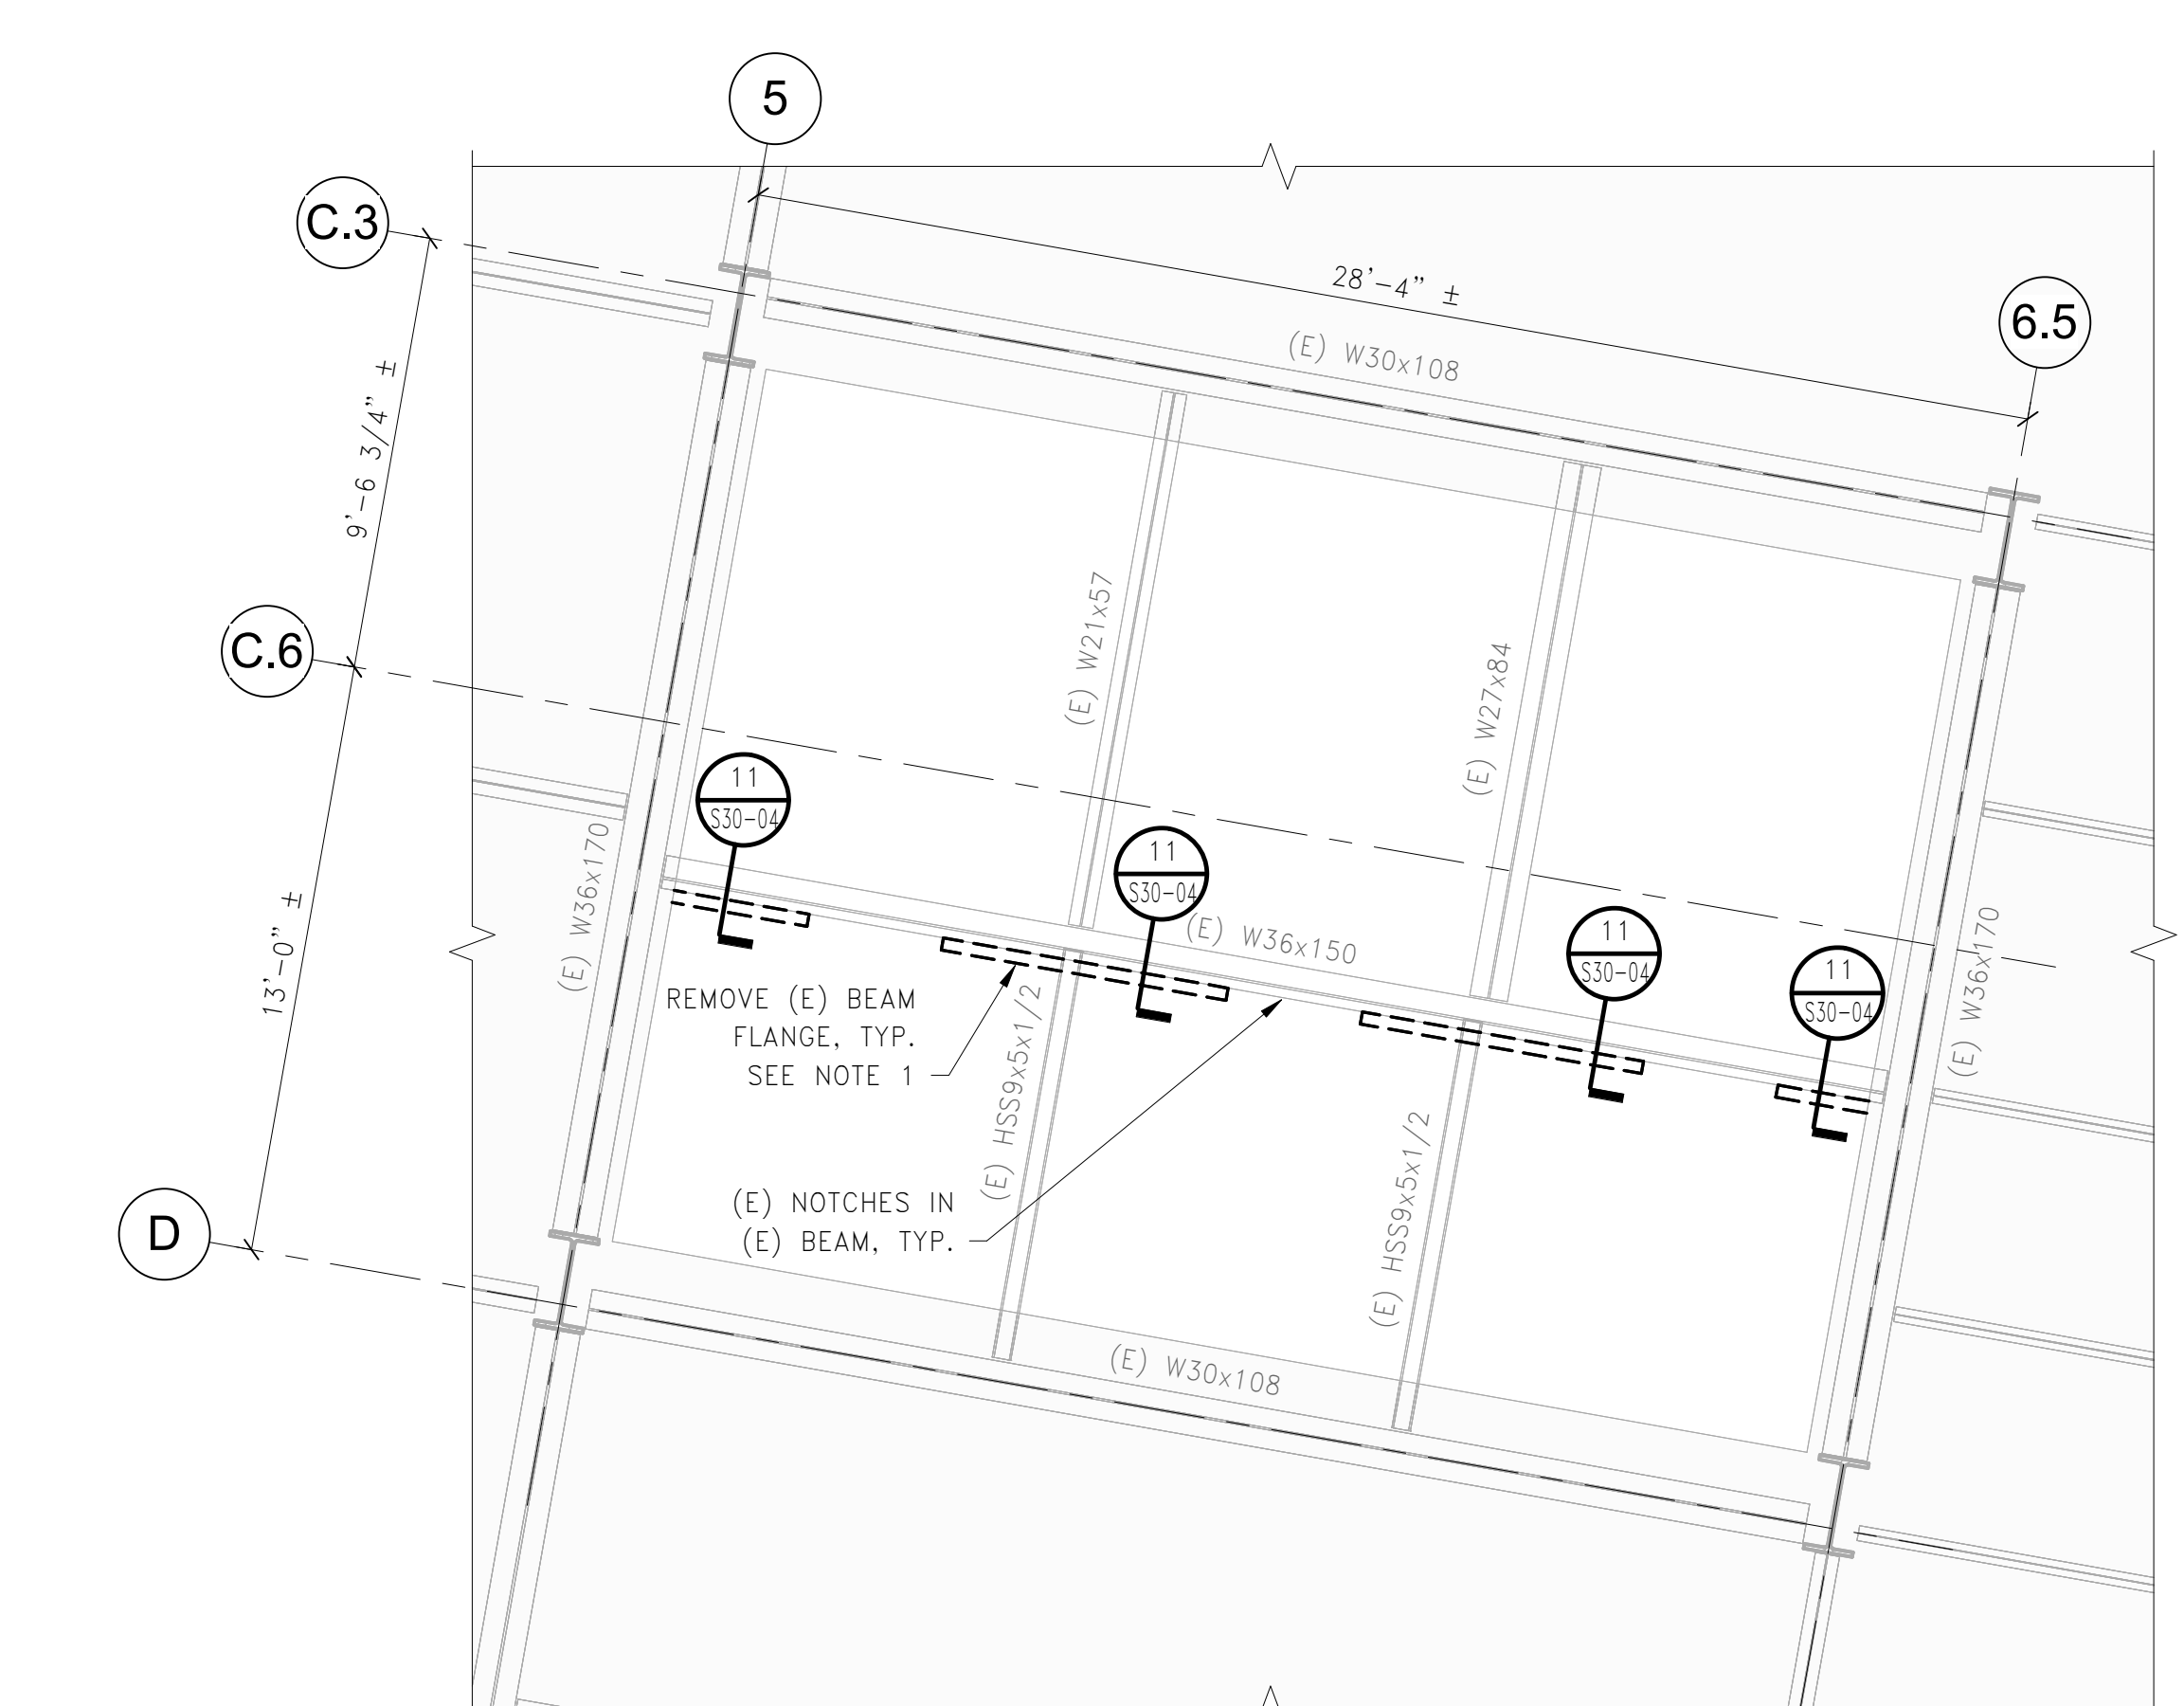 5
C.3
28'-4" ±
6.5
(E) W30x108
9'-6 3/4" ±
C.6
(E) W21x57
(E) W27x84
11
S30-04
11
S30-04
11
S30-04
11
S30-04
(E) W36x170
(E) W36x150
(E) W36x170
13'-0" ±
REMOVE (E) BEAM
FLANGE, TYP.
SEE NOTE 1
(E) HSS9x5x1/2
(E) HSS9x5x1/2
(E) NOTCHES IN
(E) BEAM, TYP.
D
(E) W30x108